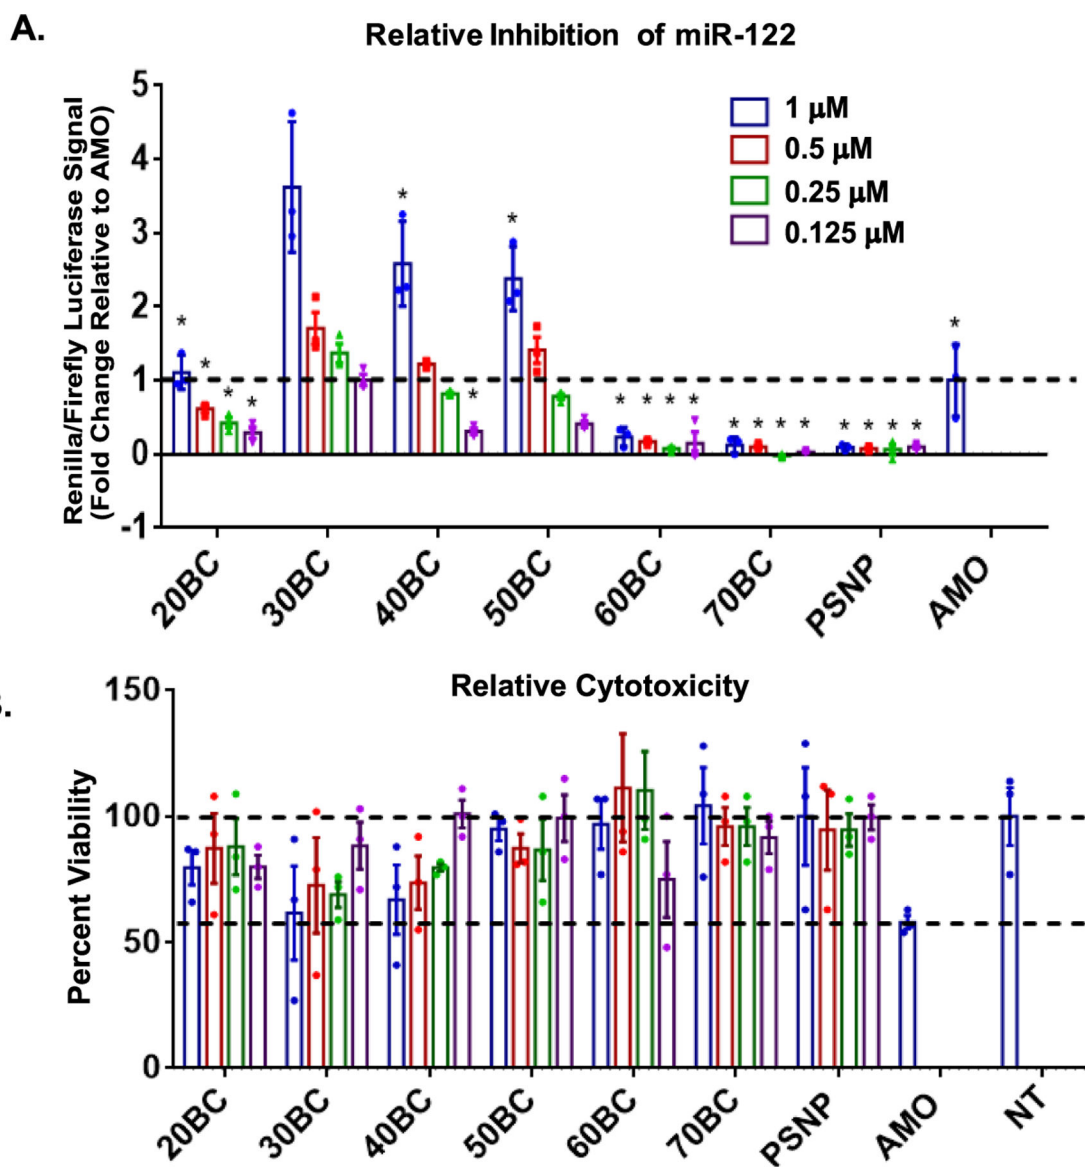 A.
Relative Inhibition of miR-122
Renilla/Firefly Luciferase Signal
(Fold Change Relative to AMO)
5
4
3
2
1
0
-1
1 μM
0.5 μM
0.25 μM
0.125 μM
* * * * * * * * * * * * * * * * * * * * 
20BC 30BC 40BC 50BC 60BC 70BC PSNP AMO
Relative Cytotoxicity
Percent Viability
150
100
50
0
20BC 30BC 40BC 50BC 60BC 70BC PSNP AMO NT